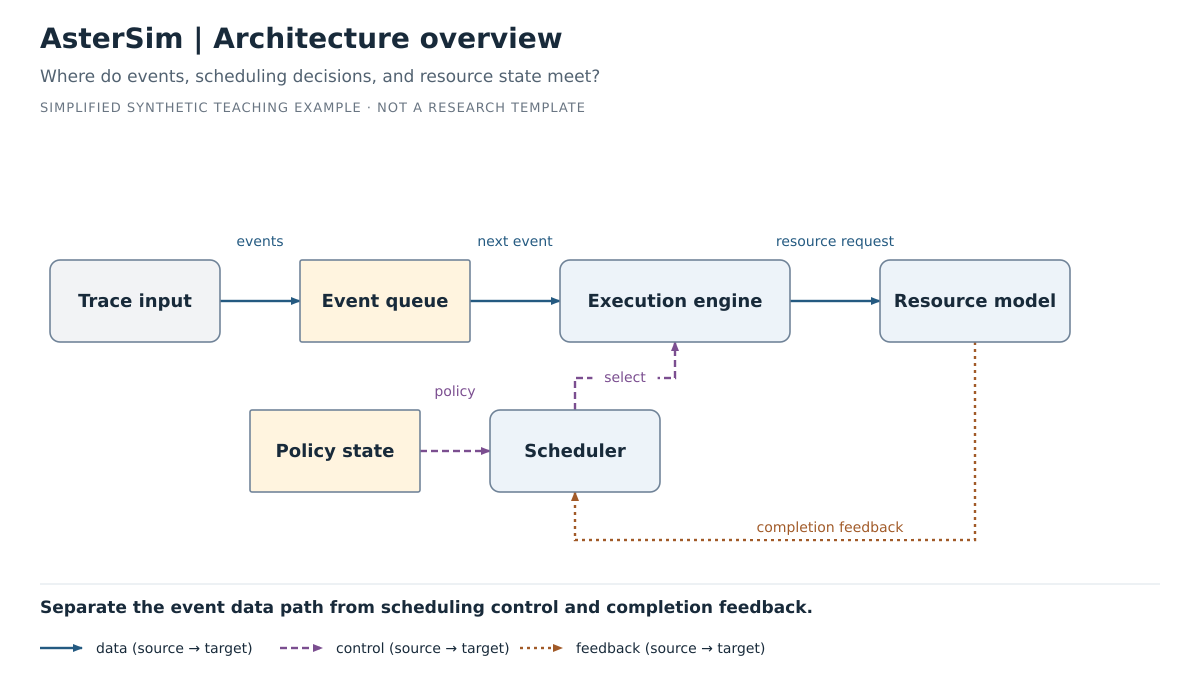 AsterSim | Architecture overview
Where do events, scheduling decisions, and resource state meet?
SIMPLIFIED SYNTHETIC TEACHING EXAMPLE · NOT A RESEARCH TEMPLATE
events
next event
resource request
Trace input
Event queue
Execution engine
Resource model
select
policy
Policy state
Scheduler
completion feedback
Separate the event data path from scheduling control and completion feedback.
data (source → target)
control (source → target)
feedback (source → target)